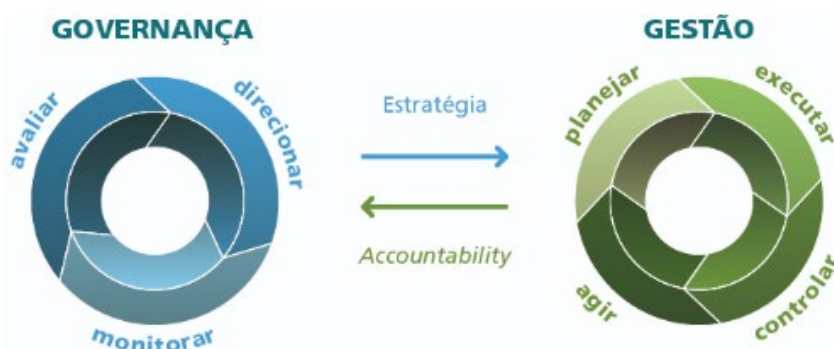 GOVERNANÇA
GESTÃO
avaliar
direcionar
monitorar
Estratégia
Accountability
planejar
executar
agir
controlar